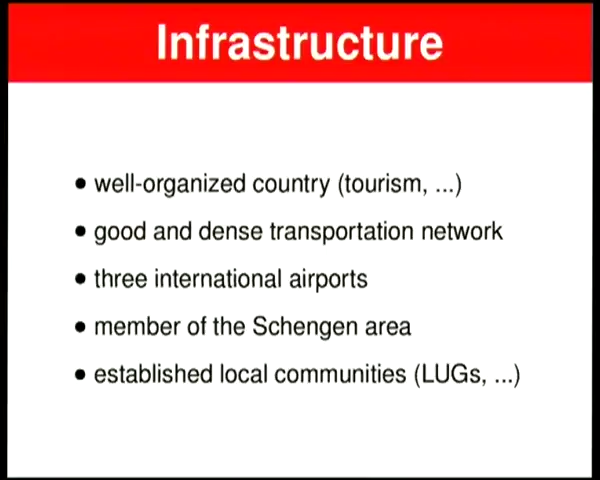 Infrastructure
• well-organized country (tourism, ...)
• good and dense transportation network
• three international airports
• member of the Schengen area
• established local communities (LUGs, ...)